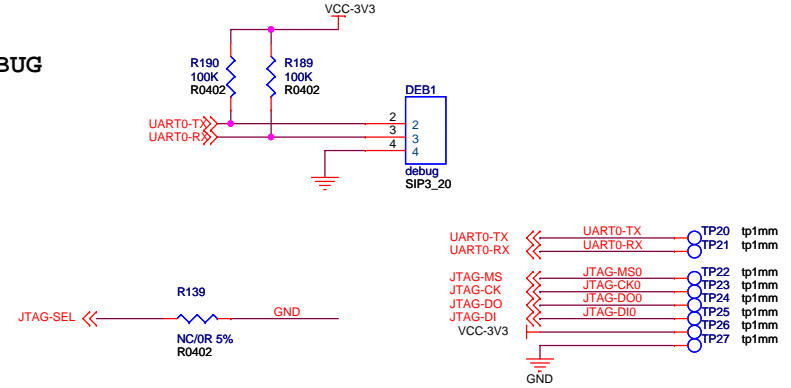 VCC-3V3
BUG
R190
100K
R0402
R189
100K
R0402
DEB1
UART0-TX
UART0-RX
2
3
4
2
3
4
debug
SIP3_20
UART0-TX UART0-TX TP20 tp1mm
UART0-RX UART0-RX TP21 tp1mm
JTAG-MS JTAG-MS0 TP22 tp1mm
JTAG-CK JTAG-CK0 TP23 tp1mm
JTAG-DO JTAG-DO0 TP24 tp1mm
JTAG-DI JTAG-DI0 TP25 tp1mm
VCC-3V3 TP26 tp1mm
TP27 tp1mm
GND
R139
JTAG-SEL GND
NC/0R 5%
R0402